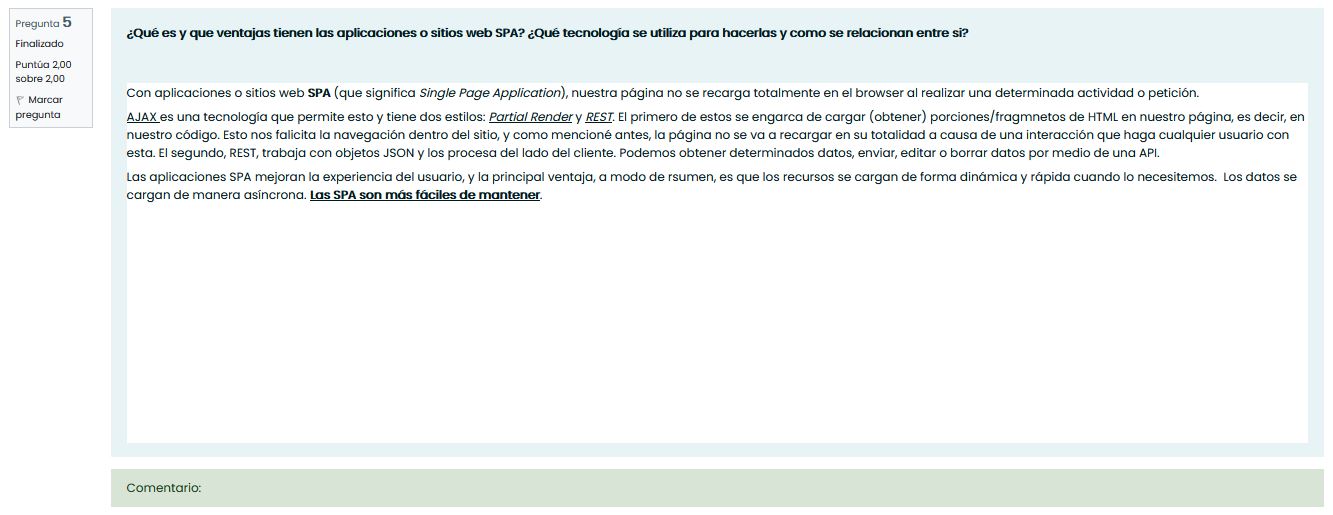 Pregunta 5
Finalizado
Puntúa 2,00
sobre 2,00
Marcar
pregunta
¿Qué es y que ventajas tienen las aplicaciones o sitios web SPA? ¿Qué tecnología se utiliza para hacerlas y como se relacionan entre si?
Con aplicaciones o sitios web SPA (que significa Single Page Application), nuestra página no se recarga totalmente en el browser al realizar una determinada actividad o petición.
AJAX es una tecnología que permite esto y tiene dos estilos: Partial Render y REST. El primero de estos se engarca de cargar (obtener) porciones/fragmnetos de HTML en nuestro página, es decir, en
nuestro código. Esto nos falicita la navegación dentro del sitio, y como mencioné antes, la página no se va a recargar en su totalidad a causa de una interacción que haga cualquier usuario con
esta. El segundo, REST, trabaja con objetos JSON y los procesa del lado del cliente. Podemos obtener determinados datos, enviar, editar o borrar datos por medio de una API.
Las aplicaciones SPA mejoran la experiencia del usuario, y la principal ventaja, a modo de rsumen, es que los recursos se cargan de forma dinámica y rápida cuando lo necesitemos. Los datos se
cargan de manera asíncrona. Las SPA son más fáciles de mantener.
Comentario: